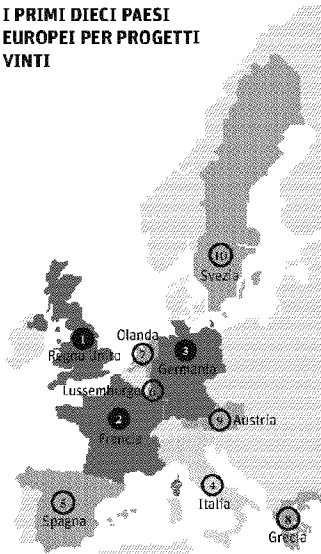 I PRIMI DIECI PAESI
EUROPEI PER PROGETTI
VINTI
10
Svezia
1
Regno Unito
Olanda
7
3
Germania
Lussemburgo
6
2
Francia
9 Austria
4
Italia
5
Spagna
8
Grecia